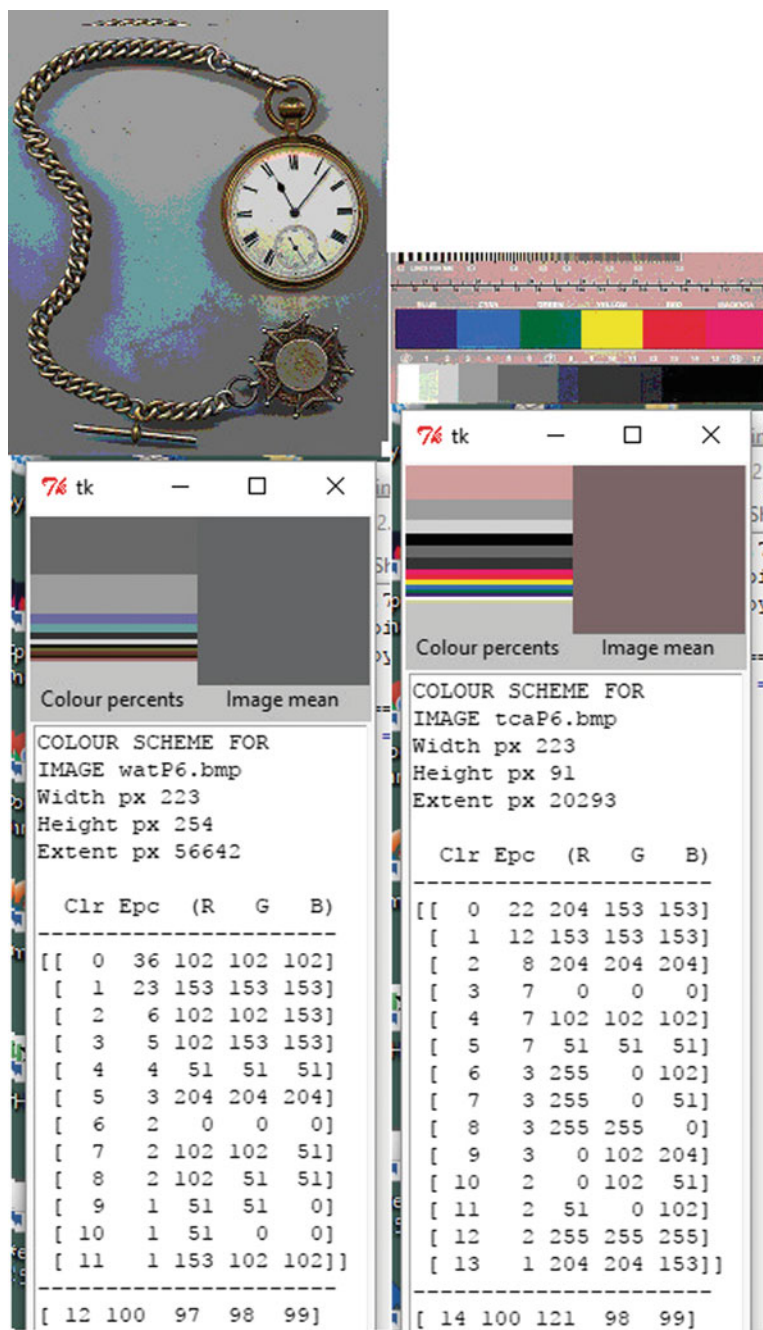 BLUE CYAN GREEN YELLOW RED MAGENTA
tk
Colour percents Image mean
COLOUR SCHEME FOR
IMAGE watP6.bmp
Width px 223
Height px 254
Extent px 56642
Clr Epc (R G B)
-----------------------
[[ 0 36 102 102 102]
[ 1 23 153 153 153]
[ 2 6 102 102 153]
[ 3 5 102 153 153]
[ 4 4 51 51 51]
[ 5 3 204 204 204]
[ 6 2 0 0 0]
[ 7 2 102 102 51]
[ 8 2 102 51 51]
[ 9 1 51 51 0]
[ 10 1 51 0 0]
[ 11 1 153 102 102]]
-----------------------
[ 12 100 97 98 99]
tk
Colour percents Image mean
COLOUR SCHEME FOR
IMAGE tcaP6.bmp
Width px 223
Height px 91
Extent px 20293
Clr Epc (R G B)
-----------------------
[[ 0 22 204 153 153]
[ 1 12 153 153 153]
[ 2 8 204 204 204]
[ 3 7 0 0 0]
[ 4 7 102 102 102]
[ 5 7 51 51 51]
[ 6 3 255 0 102]
[ 7 3 255 0 51]
[ 8 3 255 255 0]
[ 9 3 0 102 204]
[ 10 2 0 102 51]
[ 11 2 51 0 102]
[ 12 2 255 255 255]
[ 13 1 204 204 153]]
-----------------------
[ 14 100 121 98 99]